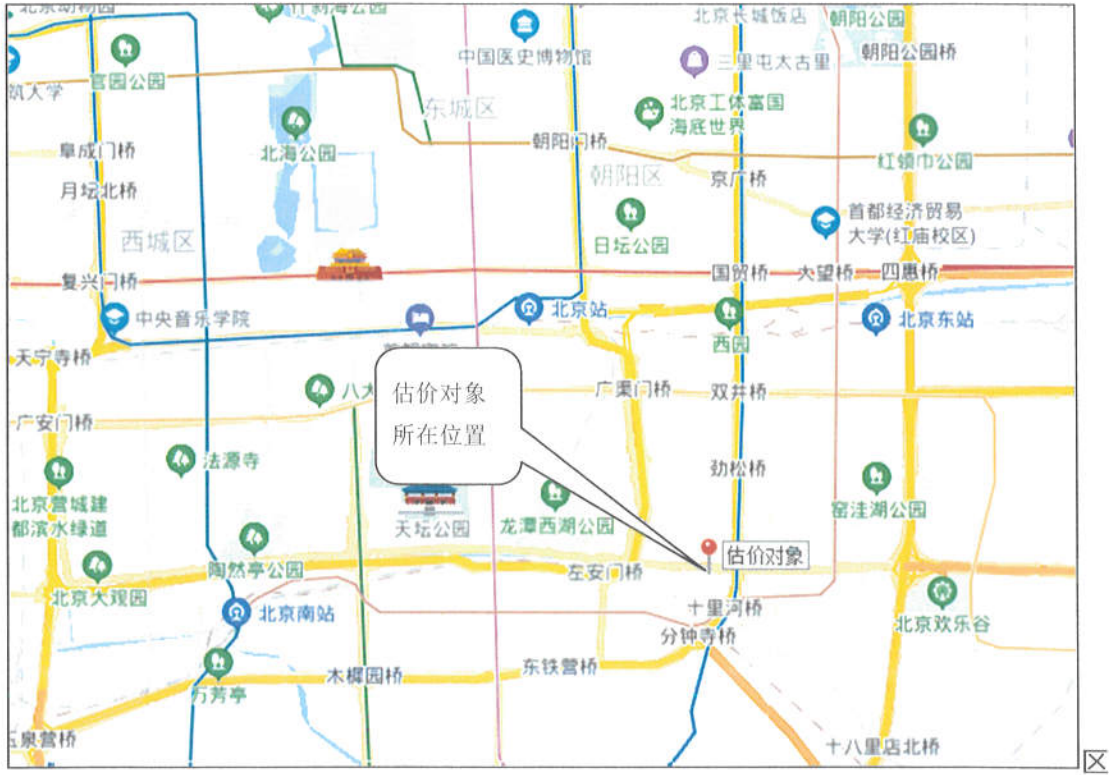 北京长城饭店
朝阳公园
中国医史博物馆
朝阳公园桥
三里屯太古里
官园公园
筑大学
东城区
北京工体富国
海底世界
朝阳门桥
北海公园
阜成门桥
红领巾公园
朝阳区
京广桥
月坛北桥
首都经济贸易
大学(红庙校区)
西城区
日坛公园
复兴门桥
国贸桥
大望桥
四惠桥
中央音乐学院
北京站
北京东站
西园
天宁寺桥
八大
广渠门桥
双井桥
估价对象
所在位置
广安门桥
法源寺
劲松桥
北京营城建
都滨水绿道
窑洼湖公园
天坛公园
龙潭西湖公园
估价对象
陶然亭公园
左安门桥
北京大观园
十里河桥
北京南站
北京欢乐谷
分钟寺桥
东铁营桥
木樨园桥
万芳亭
玉泉营桥
十八里店北桥
区